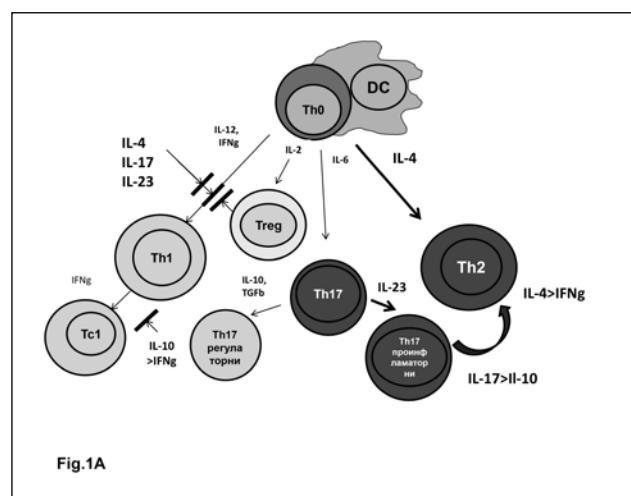 DC
Th0
IL-12,
IFNg
IL-2
IL-6
IL-4
IL-4
IL-17
IL-23
Treg
Th1
Th2
IFNg
IL-10,
TGFb
Th17
IL-23
IL-4>IFNg
Tc1
IL-10
>IFNg
Th17
регула
торни
Th17
проинф
ламатор
ни
IL-17>Il-10
Fig.1A